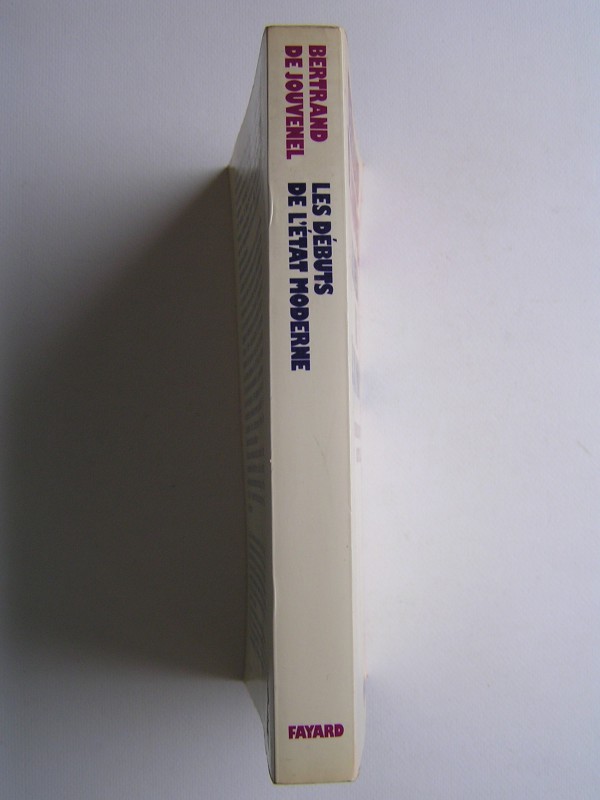 BERTRAND
DE JOUVENEL
LES DÉBUTS
DE L'ÉTAT MODERNE
FAYARD